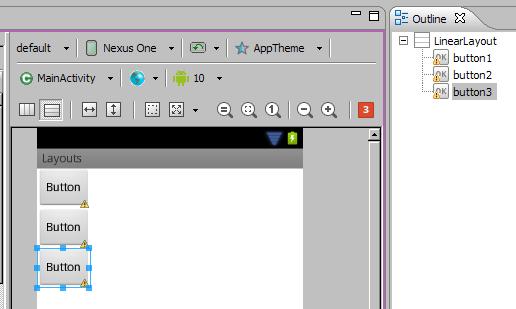 default Nexus One AppTheme
MainActivity 10
1 3
Layouts
Button
Button
Button
Outline
LinearLayout
OK button1
OK button2
OK button3